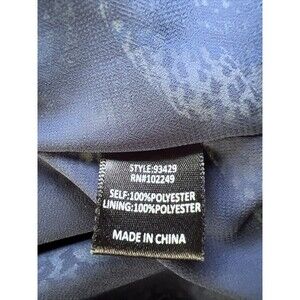 STYLE:93429
RN#102249
SELF:100%POLYESTER
LINING:100%POLYESTER
MADE IN CHINA